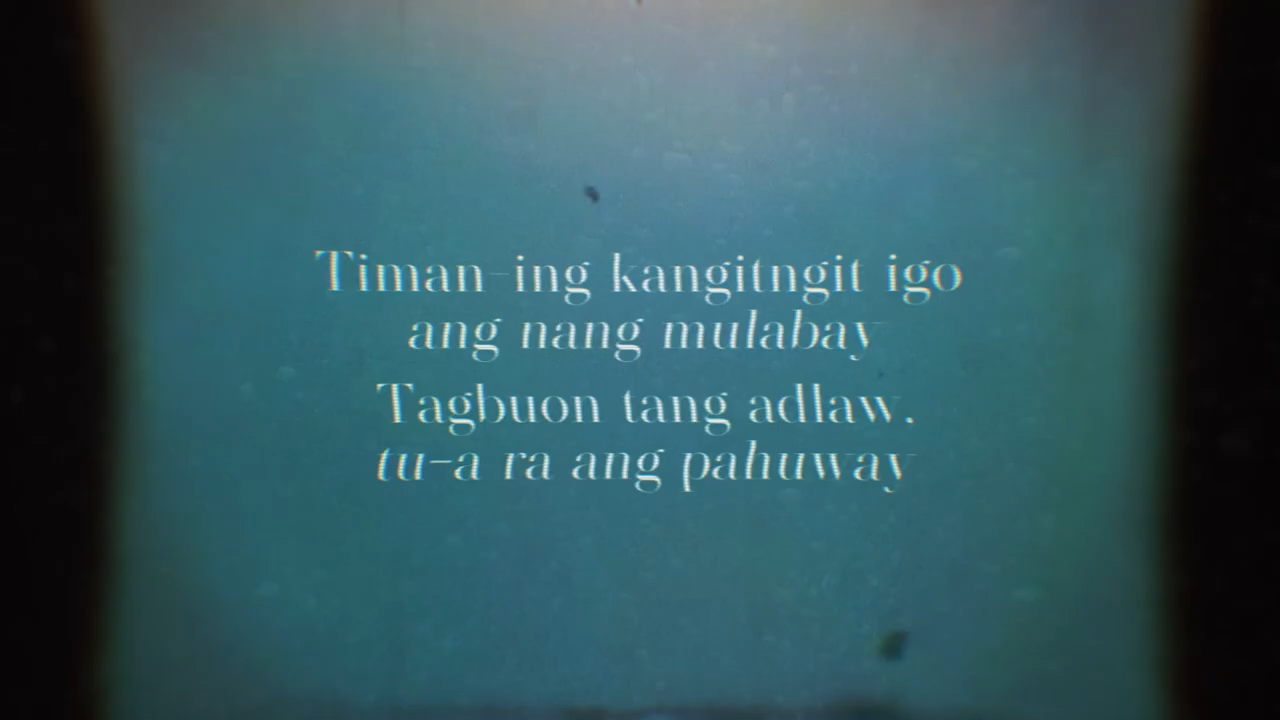 Timan-ing kangitngit igo
ang nang mulabay
Tagbuon tang adlaw.
tu-a ra ang pahuway